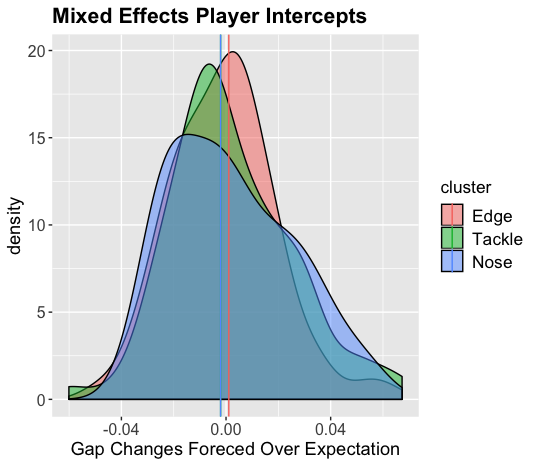 Mixed Effects Player Intercepts
20
15
10
5
0
density
-0.04
0.00
0.04
Gap Changes Foreced Over Expectation
cluster
Edge
Tackle
Nose